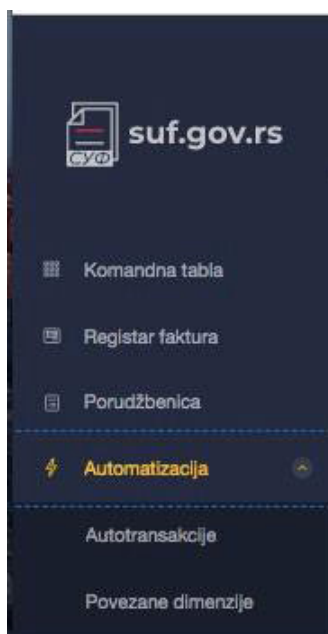 suf.gov.rs
СУФ
Komandna tabla
Registar faktura
Porudžbenica
Automatizacija
Autotransakcije
Povezane dimenzije